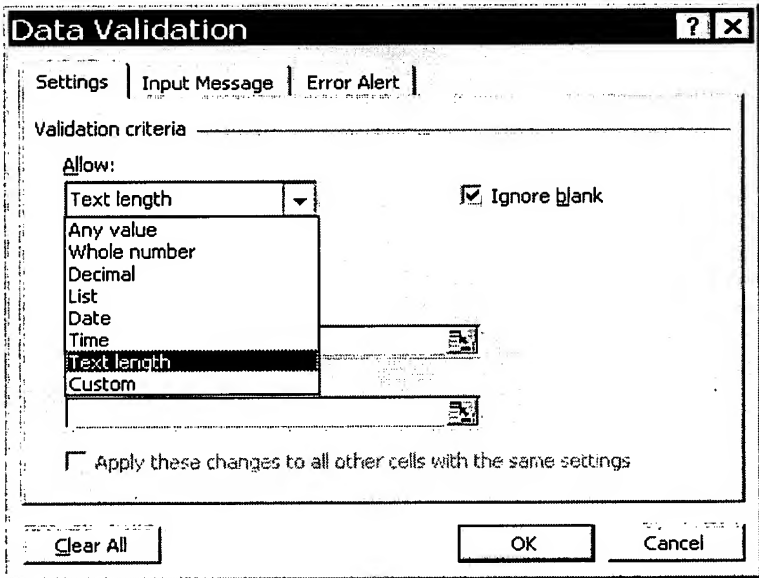 Data Validation ? X
Settings Input Message Error Alert
Validation criteria
Allow:
Text length Ignore blank
Any value
Whole number
Decimal
List
Date
Time
Text length
Custom
Apply these changes to all other cells with the same settings
Clear All OK Cancel